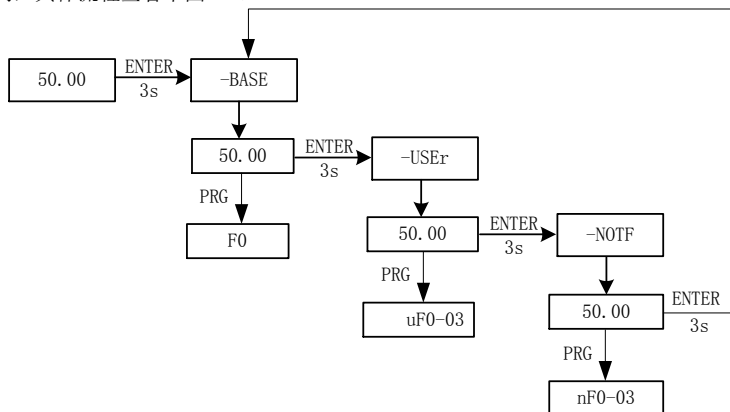 50.00
ENTER
3s
-BASE
50.00
ENTER
3s
-USEr
PRG
F0
50.00
ENTER
3s
-NOTF
PRG
uF0-03
50.00
ENTER
3s
PRG
nF0-03